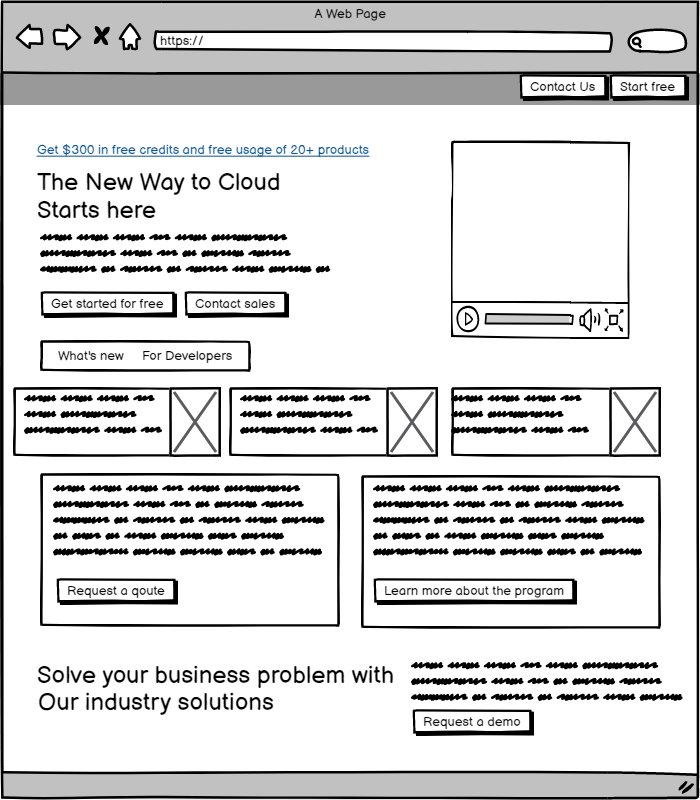 A Web Page
https://
Contact Us Start free
Get $300 in free credits and free usage of 20+ products
The New Way to Cloud
Starts here
Get started for free Contact sales
What's new For Developers
Request a qoute Learn more about the program
Solve your business problem with
Our industry solutions
Request a demo